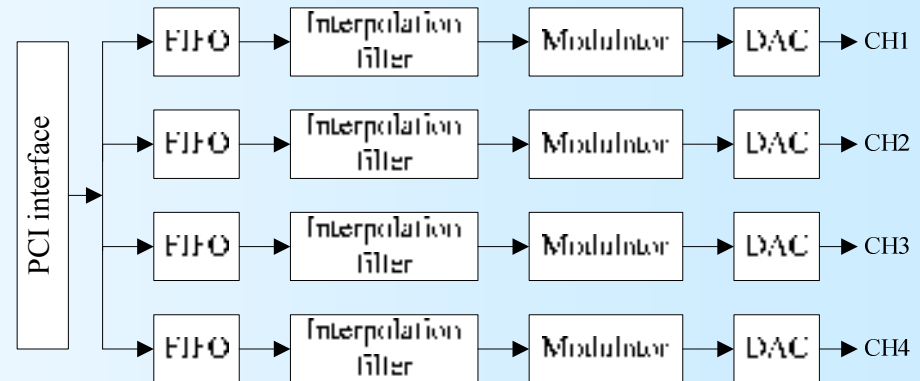 PCI interface
FIFO
Interpolation
filter
Modulator
DAC
CH1
FIFO
Interpolation
filter
Modulator
DAC
CH2
FIFO
Interpolation
filter
Modulator
DAC
CH3
FIFO
Interpolation
filter
Modulator
DAC
CH4